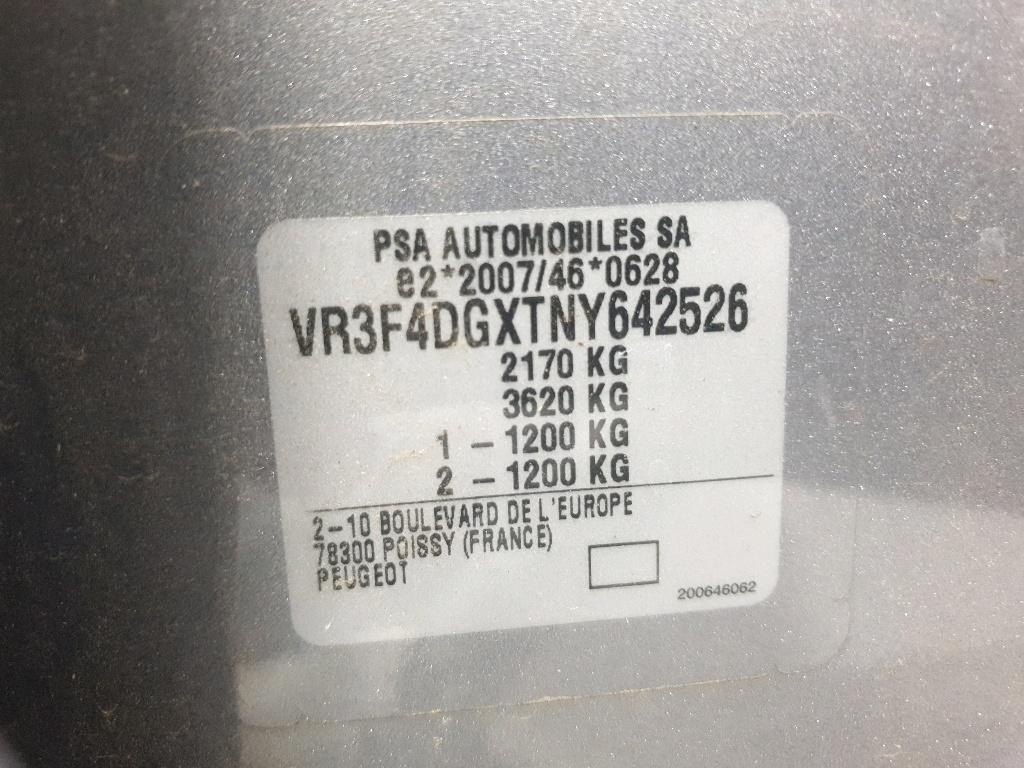 PSA AUTOMOBILES SA
e2*2007/46*0628
VR3F4DGXTNY642526
2170 KG
3620 KG
1 - 1200 KG
2 - 1200 KG
2-10 BOULEVARD DE L'EUROPE
78300 POISSY (FRANCE)
PEUGEOT
200646062